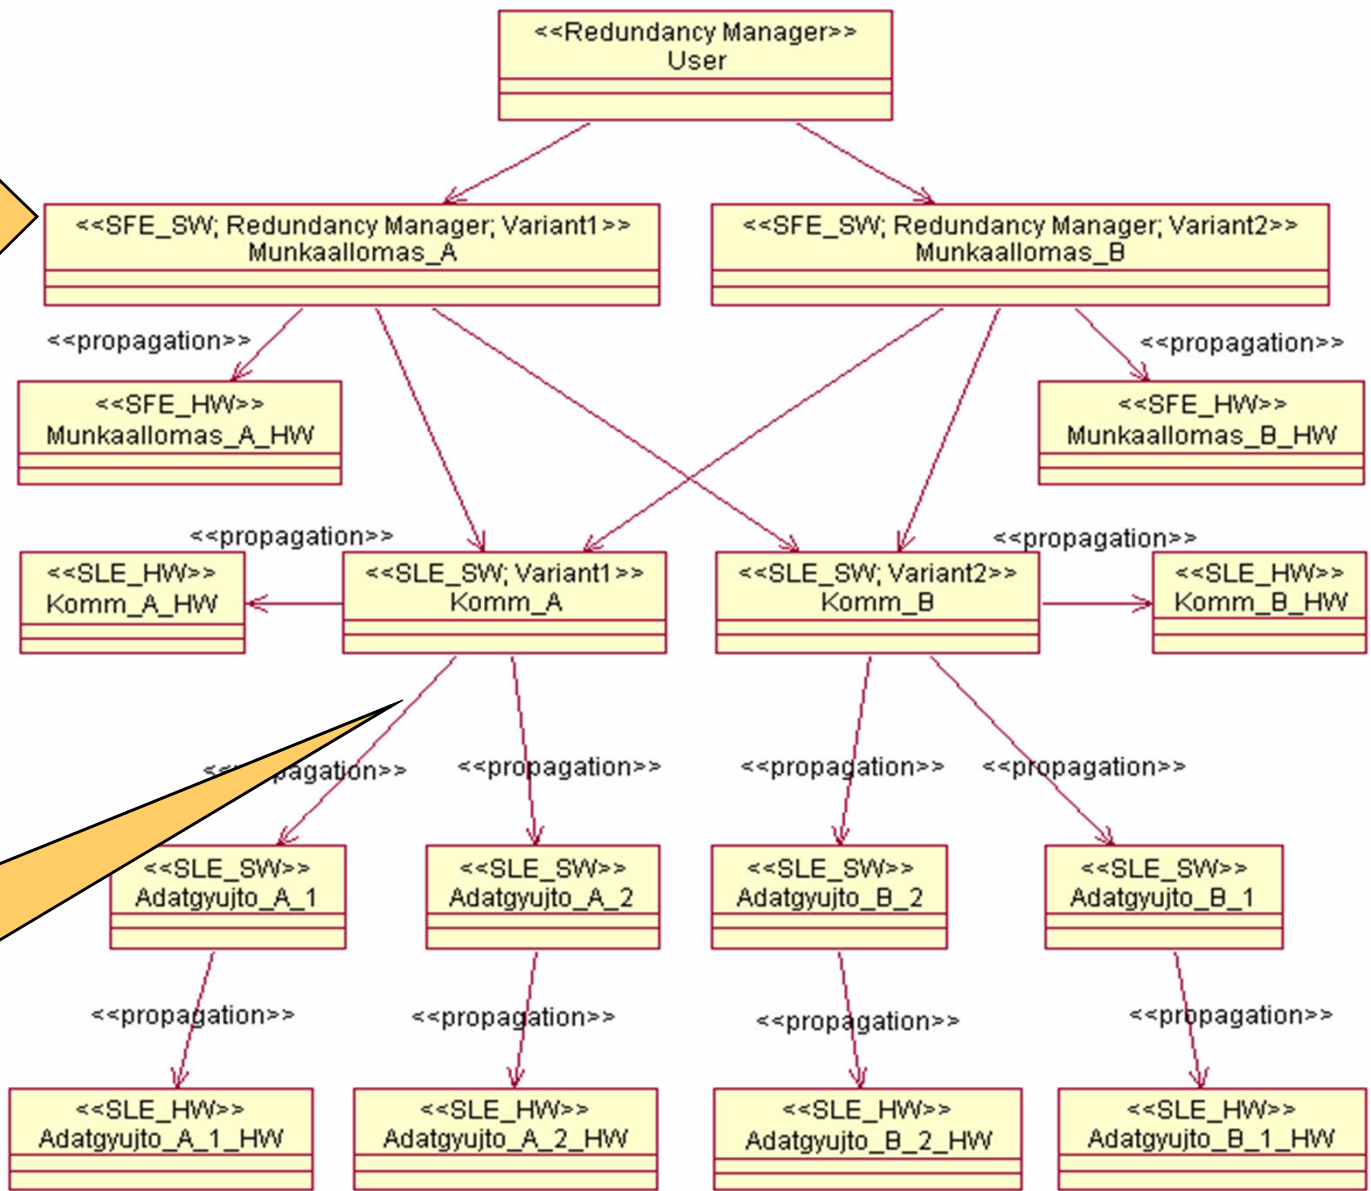 <<Redundancy Manager>>
User
<<SFE_SW; Redundancy Manager; Variant1>>
Munkaallomas_A
<<SFE_SW; Redundancy Manager; Variant2>>
Munkaallomas_B
<<propagation>>
<<propagation>>
<<SFE_HW>>
Munkaallomas_A_HW
<<SFE_HW>>
Munkaallomas_B_HW
<<propagation>>
<<propagation>>
<<SLE_HW>>
Komm_A_HW
<<SLE_SW; Variant1>>
Komm_A
<<SLE_SW; Variant2>>
Komm_B
<<SLE_HW>>
Komm_B_HW
<<propagation>>
<<propagation>>
<<propagation>>
<<propagation>>
<<SLE_SW>>
Adatgyujto_A_1
<<SLE_SW>>
Adatgyujto_A_2
<<SLE_SW>>
Adatgyujto_B_2
<<SLE_SW>>
Adatgyujto_B_1
<<propagation>>
<<propagation>>
<<propagation>>
<<propagation>>
<<SLE_HW>>
Adatgyujto_A_1_HW
<<SLE_HW>>
Adatgyujto_A_2_HW
<<SLE_HW>>
Adatgyujto_B_2_HW
<<SLE_HW>>
Adatgyujto_B_1_HW